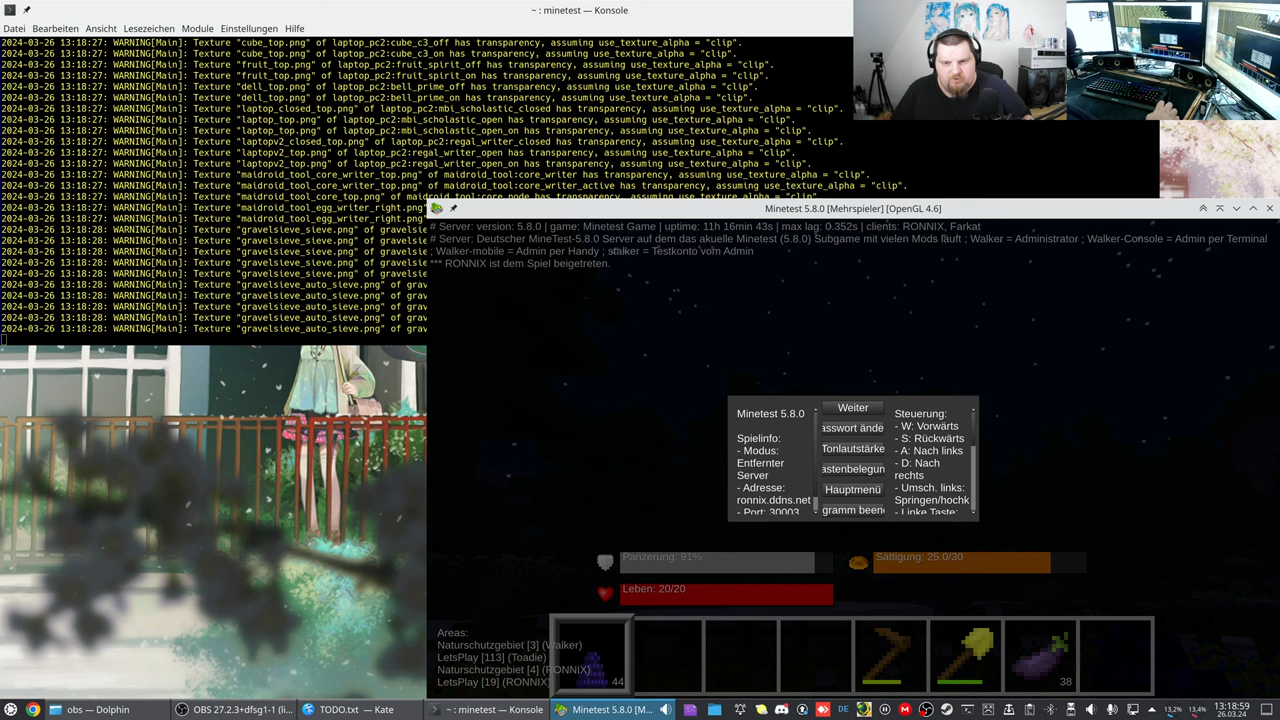 ~ : minetest — Konsole
Datei Bearbeiten Ansicht Lesezeichen Module Einstellungen Hilfe
2024-03-26 13:18:27: WARNING[Main]: Texture "cube_top.png" of laptop_pc2:cube_c3_off has transparency, assuming use_texture_alpha = "clip".
2024-03-26 13:18:27: WARNING[Main]: Texture "cube_top.png" of laptop_pc2:cube_c3_on has transparency, assuming use_texture_alpha = "clip".
2024-03-26 13:18:27: WARNING[Main]: Texture "fruit_top.png" of laptop_pc2:fruit_spirit_off has transparency, assuming use_texture_alpha = "clip".
2024-03-26 13:18:27: WARNING[Main]: Texture "fruit_top.png" of laptop_pc2:fruit_spirit_on has transparency, assuming use_texture_alpha = "clip".
2024-03-26 13:18:27: WARNING[Main]: Texture "dell_top.png" of laptop_pc2:bell_prime_off has transparency, assuming use_texture_alpha = "clip".
2024-03-26 13:18:27: WARNING[Main]: Texture "dell_top.png" of laptop_pc2:bell_prime_on has transparency, assuming use_texture_alpha = "clip".
2024-03-26 13:18:27: WARNING[Main]: Texture "laptop_closed_top.png" of laptop_pc2:mbi_scholastic_closed has transparency, assuming use_texture_alpha = "clip".
2024-03-26 13:18:27: WARNING[Main]: Texture "laptop_top.png" of laptop_pc2:mbi_scholastic_open has transparency, assuming use_texture_alpha = "clip".
2024-03-26 13:18:27: WARNING[Main]: Texture "laptop_top.png" of laptop_pc2:mbi_scholastic_open_on has transparency, assuming use_texture_alpha = "clip".
2024-03-26 13:18:27: WARNING[Main]: Texture "laptopv2_closed_top.png" of laptop_pc2:regal_writer_closed has transparency, assuming use_texture_alpha = "clip".
2024-03-26 13:18:27: WARNING[Main]: Texture "laptopv2_top.png" of laptop_pc2:regal_writer_open has transparency, assuming use_texture_alpha = "clip".
2024-03-26 13:18:27: WARNING[Main]: Texture "laptopv2_top.png" of laptop_pc2:regal_writer_open_on has transparency, assuming use_texture_alpha = "clip".
2024-03-26 13:18:27: WARNING[Main]: Texture "maidroid_tool_core_writer_top.png" of maidroid_tool:core_writer has transparency, assuming use_texture_alpha = "clip".
2024-03-26 13:18:27: WARNING[Main]: Texture "maidroid_tool_core_writer_top.png" of maidroid_tool:core_writer_active has transparency, assuming use_texture_alpha = "clip".
2024-03-26 13:18:27: WARNING[Main]: Texture "maidroid_tool_core_top.png" of maidroid_tool:core_node has transparency, assuming use_texture_alpha = "clip".
2024-03-26 13:18:27: WARNING[Main]: Texture "maidroid_tool_egg_writer_right.png"
2024-03-26 13:18:27: WARNING[Main]: Texture "maidroid_tool_egg_writer_right.png"
2024-03-26 13:18:28: WARNING[Main]: Texture "gravelsieve_gravel_sieve.png" of
2024-03-26 13:18:28: WARNING[Main]: Texture "gravelsieve_gravel_sieve.png" of
2024-03-26 13:18:28: WARNING[Main]: Texture "gravelsieve_gravel_sieve.png" of
2024-03-26 13:18:28: WARNING[Main]: Texture "gravelsieve_gravel_sieve.png" of
2024-03-26 13:18:28: WARNING[Main]: Texture "gravelsieve_gravel_sieve.png" of
2024-03-26 13:18:28: WARNING[Main]: Texture "gravelsieve_auto_sieve.png" of grav
2024-03-26 13:18:28: WARNING[Main]: Texture "gravelsieve_auto_sieve.png" of grav
2024-03-26 13:18:28: WARNING[Main]: Texture "gravelsieve_auto_sieve.png" of grav
2024-03-26 13:18:28: WARNING[Main]: Texture "gravelsieve_auto_sieve.png" of grav
2024-03-26 13:18:28: WARNING[Main]: Texture "gravelsieve_auto_sieve.png" of grav
Minetest 5.8.0 [Mehrspieler] [OpenGL 4.6]
# Server: version: 5.8.0 | game: Minetest Game | uptime: 11h 16min 43s | max lag: 0.352s | clients: RONNIX, Farkat
# Server: Deutscher MineTest-5.8.0 Server auf dem das akuelle Minetest (5.8.0) Subgame mit vielen Mods läuft ; Walker = Administrator ; Walker-Console = Admin per Terminal
; Walker-mobile = Admin per Handy ; stalker = Testkonto vom Admin
*** RONNIX ist dem Spiel beigetreten.
Minetest 5.8.0
Spielinfo:
- Modus:
Entfernter
Server
- Adresse:
ronnix.ddns.net
- Port: 30003
Weiter
asswort ände
Tonlautstärke
astenbelegun
Hauptmenü
gramm been
Steuerung:
- W: Vorwärts
- S: Rückwärts
- A: Nach links
- D: Nach
rechts
- Umsch. links:
Springen/hochk
- Linke Taste:
Panzerung: 91%
Sättigung: 25.0/30
Leben: 20/20
Areas:
Naturschutzgebiet [3] (Walker)
LetsPlay [113] (Toadie)
Naturschutzgebiet [4] (RONNIX)
LetsPlay [19] (RONNIX)
44
38
obs — Dolphin
OBS 27.2.3+dfsg1-1 (li...
TODO.txt — Kate
~ : minetest — Konsole
Minetest 5.8.0 [M...
DE
13,2%
13,4%
13:18:59
26.03.24